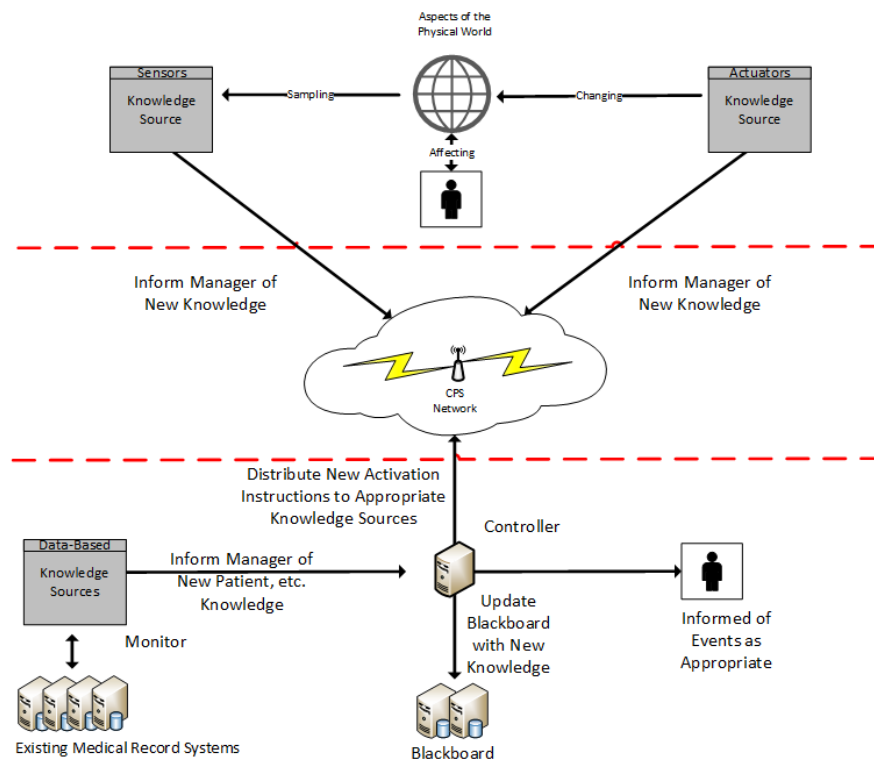 Aspects of the
Physical World
Sensors
Knowledge
Source
Sampling
Changing
Actuators
Knowledge
Source
Affecting
Inform Manager of
New Knowledge
Inform Manager of
New Knowledge
CPS
Network
Distribute New Activation
Instructions to Appropriate
Knowledge Sources
Controller
Data-Based
Knowledge
Sources
Inform Manager of
New Patient, etc.
Knowledge
Update
Blackboard
with New
Knowledge
Informed of
Events as
Appropriate
Monitor
Existing Medical Record Systems
Blackboard